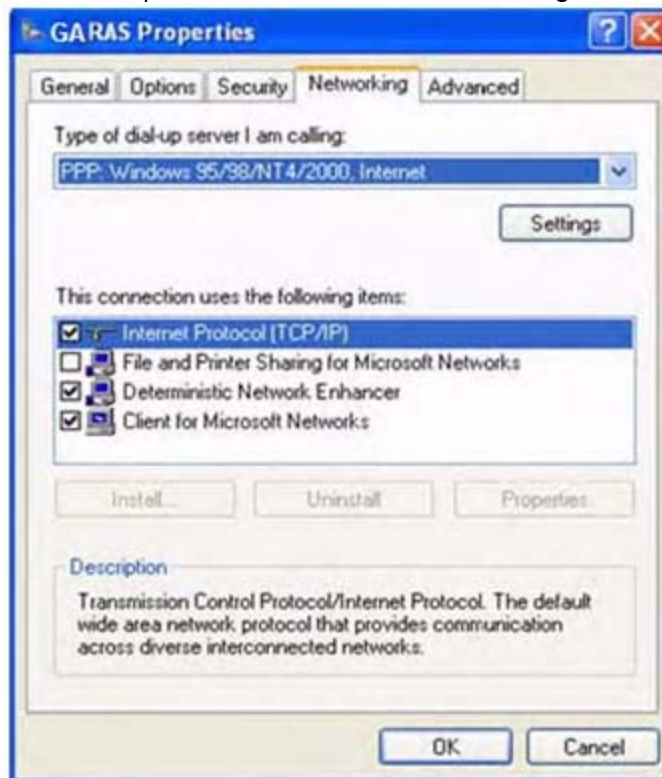 GARAS Properties
General Options Security Networking Advanced
Type of dial-up server I am calling:
PPP: Windows 95/98/NT4/2000, Internet
Settings
This connection uses the following items:
Internet Protocol (TCP/IP)
File and Printer Sharing for Microsoft Networks
Deterministic Network Enhancer
Client for Microsoft Networks
Install... Uninstall Properties
Description
Transmission Control Protocol/Internet Protocol. The default
wide area network protocol that provides communication
across diverse interconnected networks.
OK Cancel